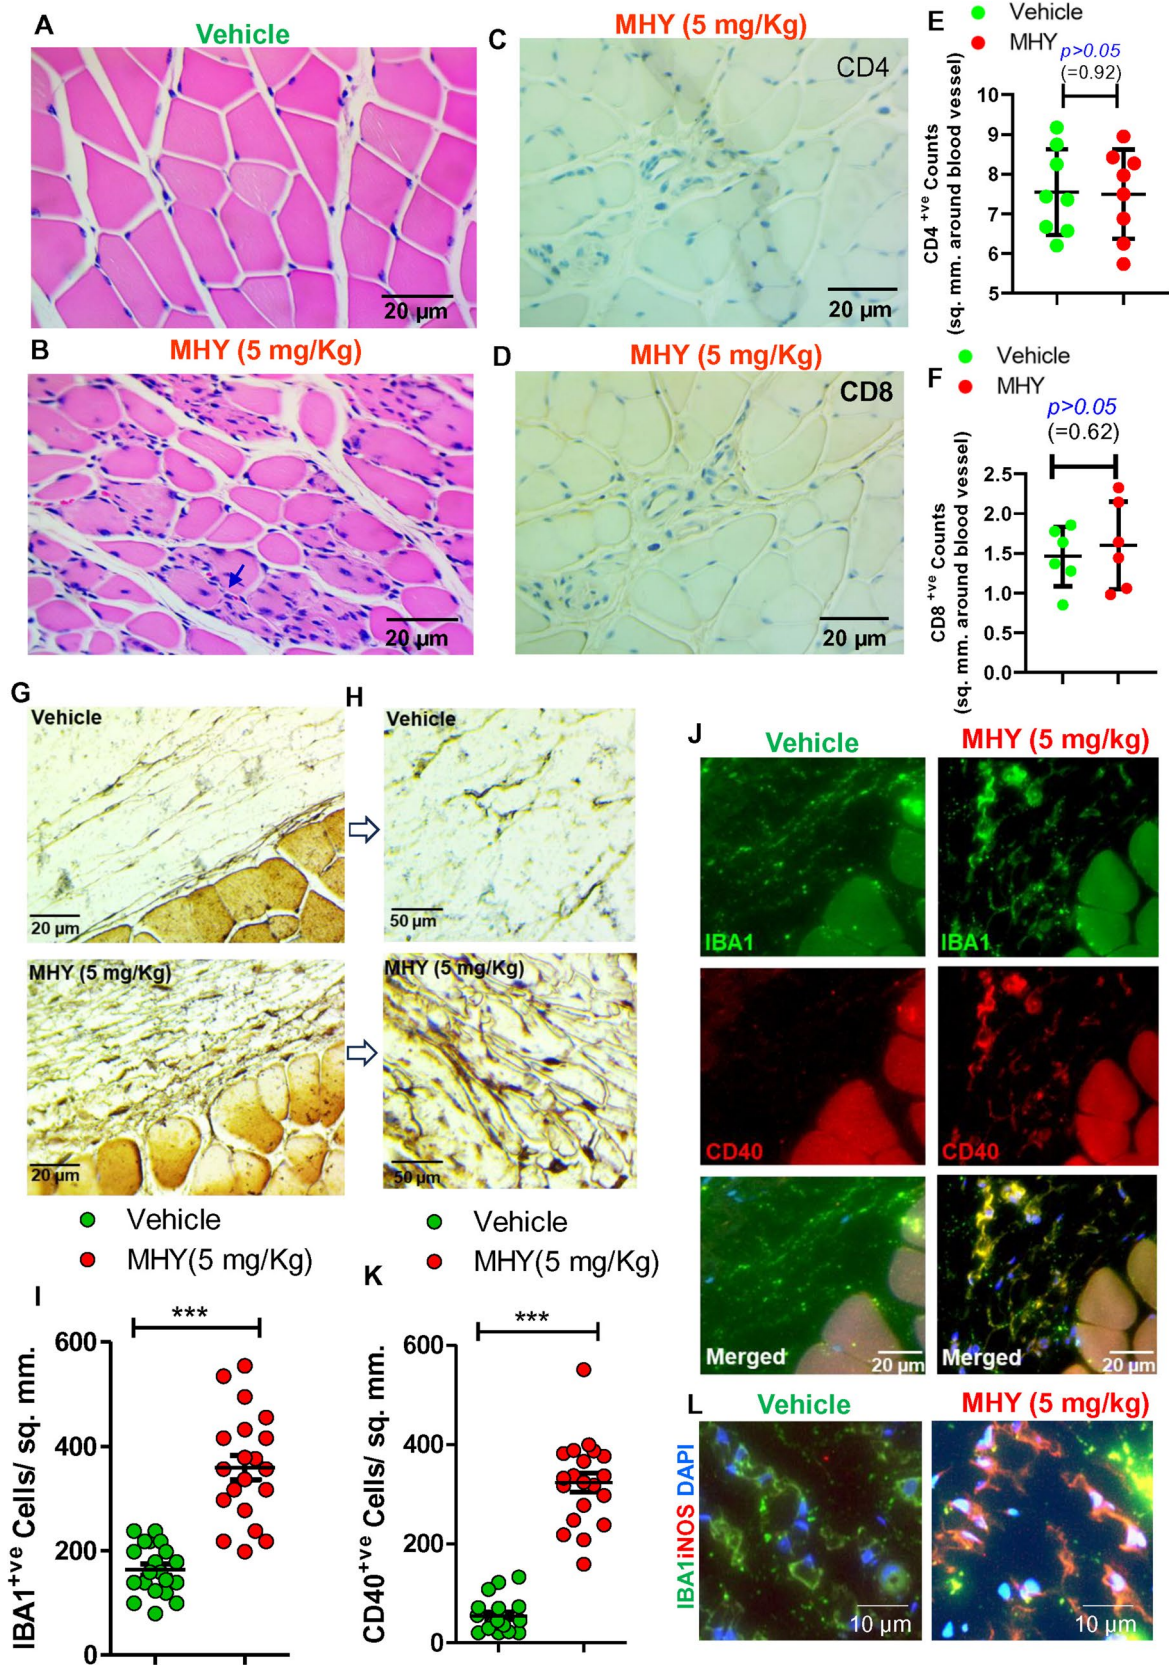 A
Vehicle
20 µm
B
MHY (5 mg/Kg)
20 µm
C
MHY (5 mg/Kg)
CD4
20 µm
D
MHY (5 mg/Kg)
CD8
20 µm
E
Vehicle
MHY
p>0.05
(=0.92)
CD4 +ve Counts
(sq. mm. around blood vessel)
10
9
8
7
6
5
F
Vehicle
MHY
p>0.05
(=0.62)
CD8 +ve Counts
(sq. mm. around blood vessel)
2.5
2.0
1.5
1.0
0.5
0.0
G
Vehicle
20 µm
MHY (5 mg/Kg)
20 µm
H
Vehicle
50 µm
MHY (5 mg/Kg)
50 µm
Vehicle
MHY(5 mg/Kg)
I
***
IBA1+ve Cells/ sq. mm.
600
400
200
0
J
Vehicle
MHY (5 mg/kg)
IBA1
IBA1
CD40
CD40
Merged
20 µm
Merged
20 µm
Vehicle
MHY(5 mg/Kg)
K
***
CD40+ve Cells/ sq. mm.
600
400
200
0
L
Vehicle
MHY (5 mg/kg)
IBA1iNOS DAPI
10 µm
10 µm